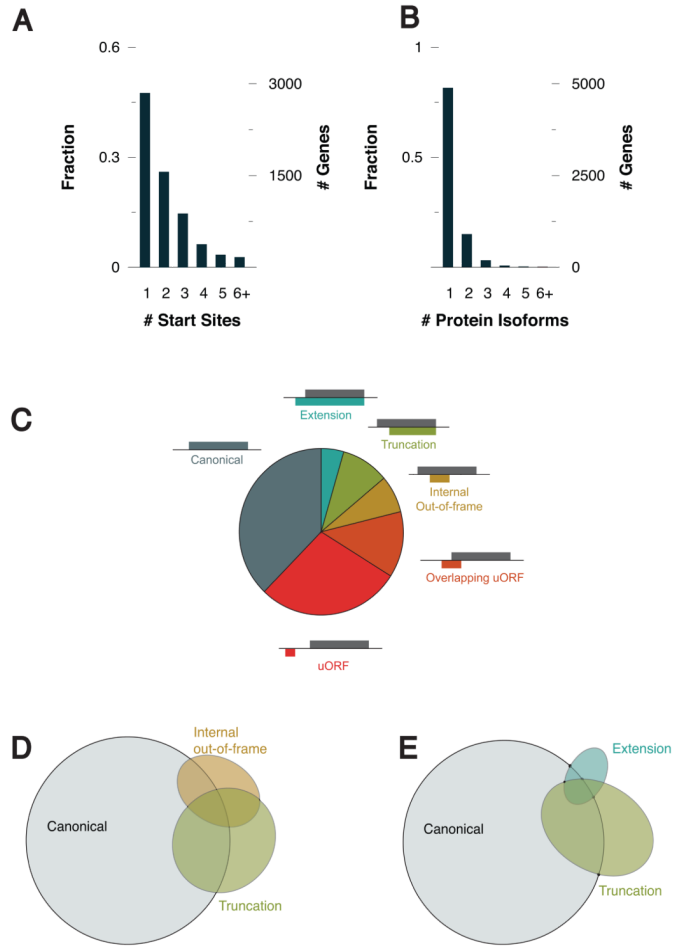 A
0.6
0.3
0
Fraction
3000
1500
# Genes
1 2 3 4 5 6+
# Start Sites
B
1
0.5
0
Fraction
5000
2500
0
# Genes
1 2 3 4 5 6+
# Protein Isoforms
C
Extension
Truncation
Canonical
Internal
Out-of-frame
Overlapping uORF
uORF
D
Internal
out-of-frame
Canonical
Truncation
E
Extension
Canonical
Truncation